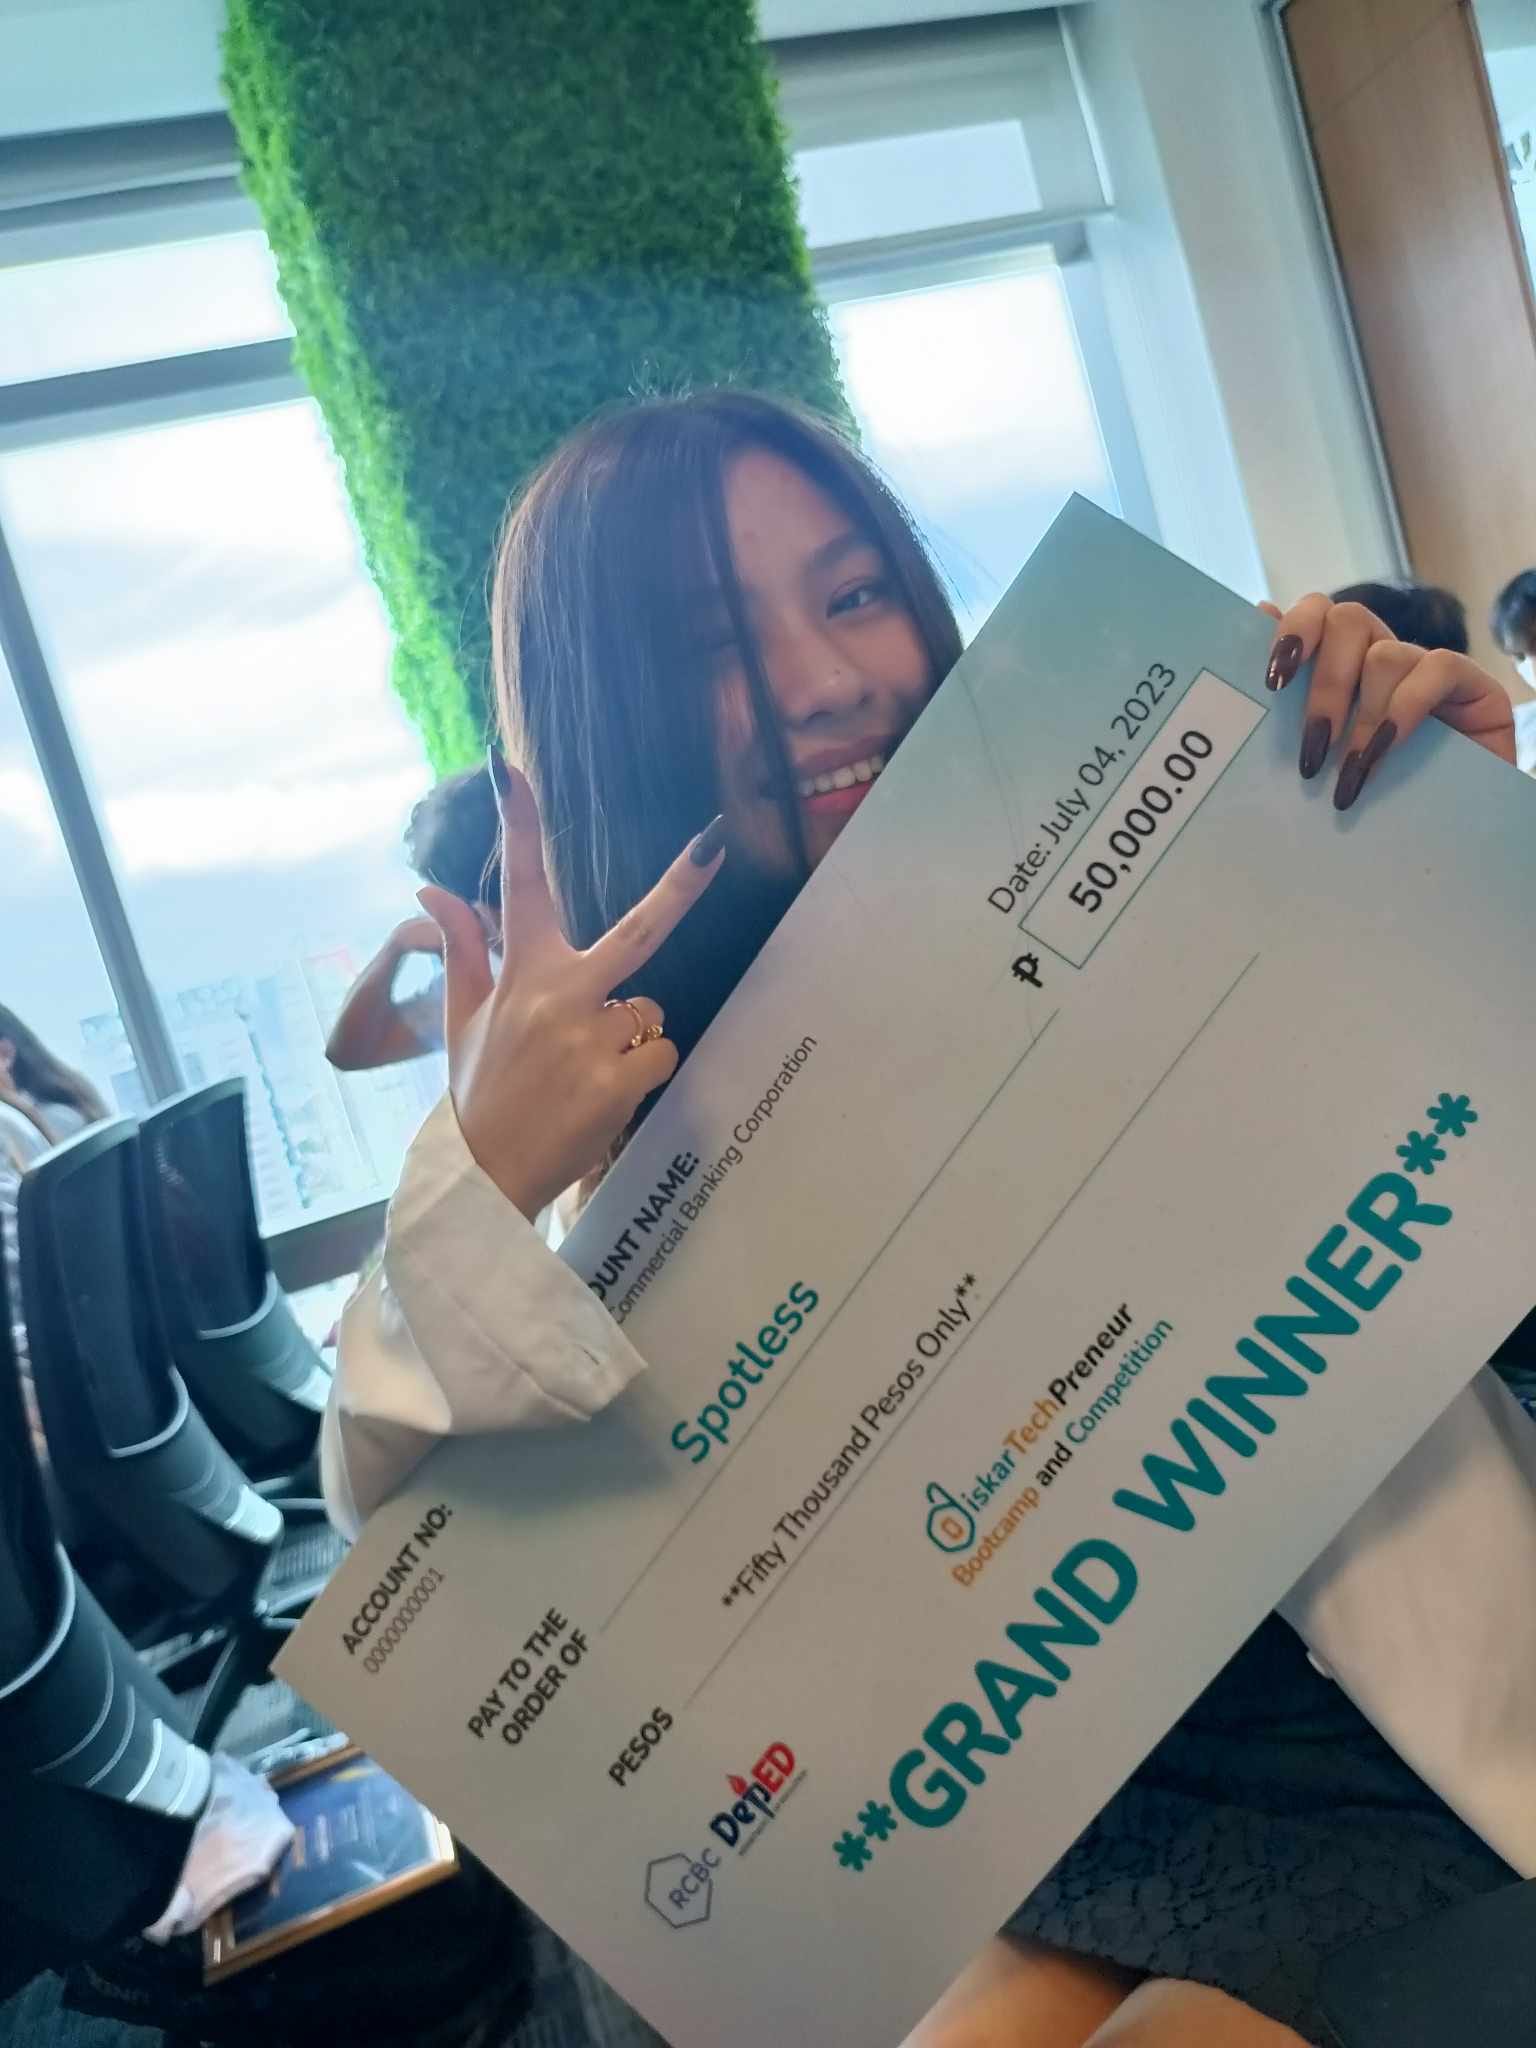 Date: July 04, 2023
₱ 50,000.00
OUNT NAME:
Commercial Banking Corporation
ACCOUNT NO:
0000000001
PAY TO THE
ORDER OF
Spotless
PESOS
**Fifty Thousand Pesos Only**
RCBC
DepED
DiskarTechPreneur
Bootcamp and Competition
**GRAND WINNER**